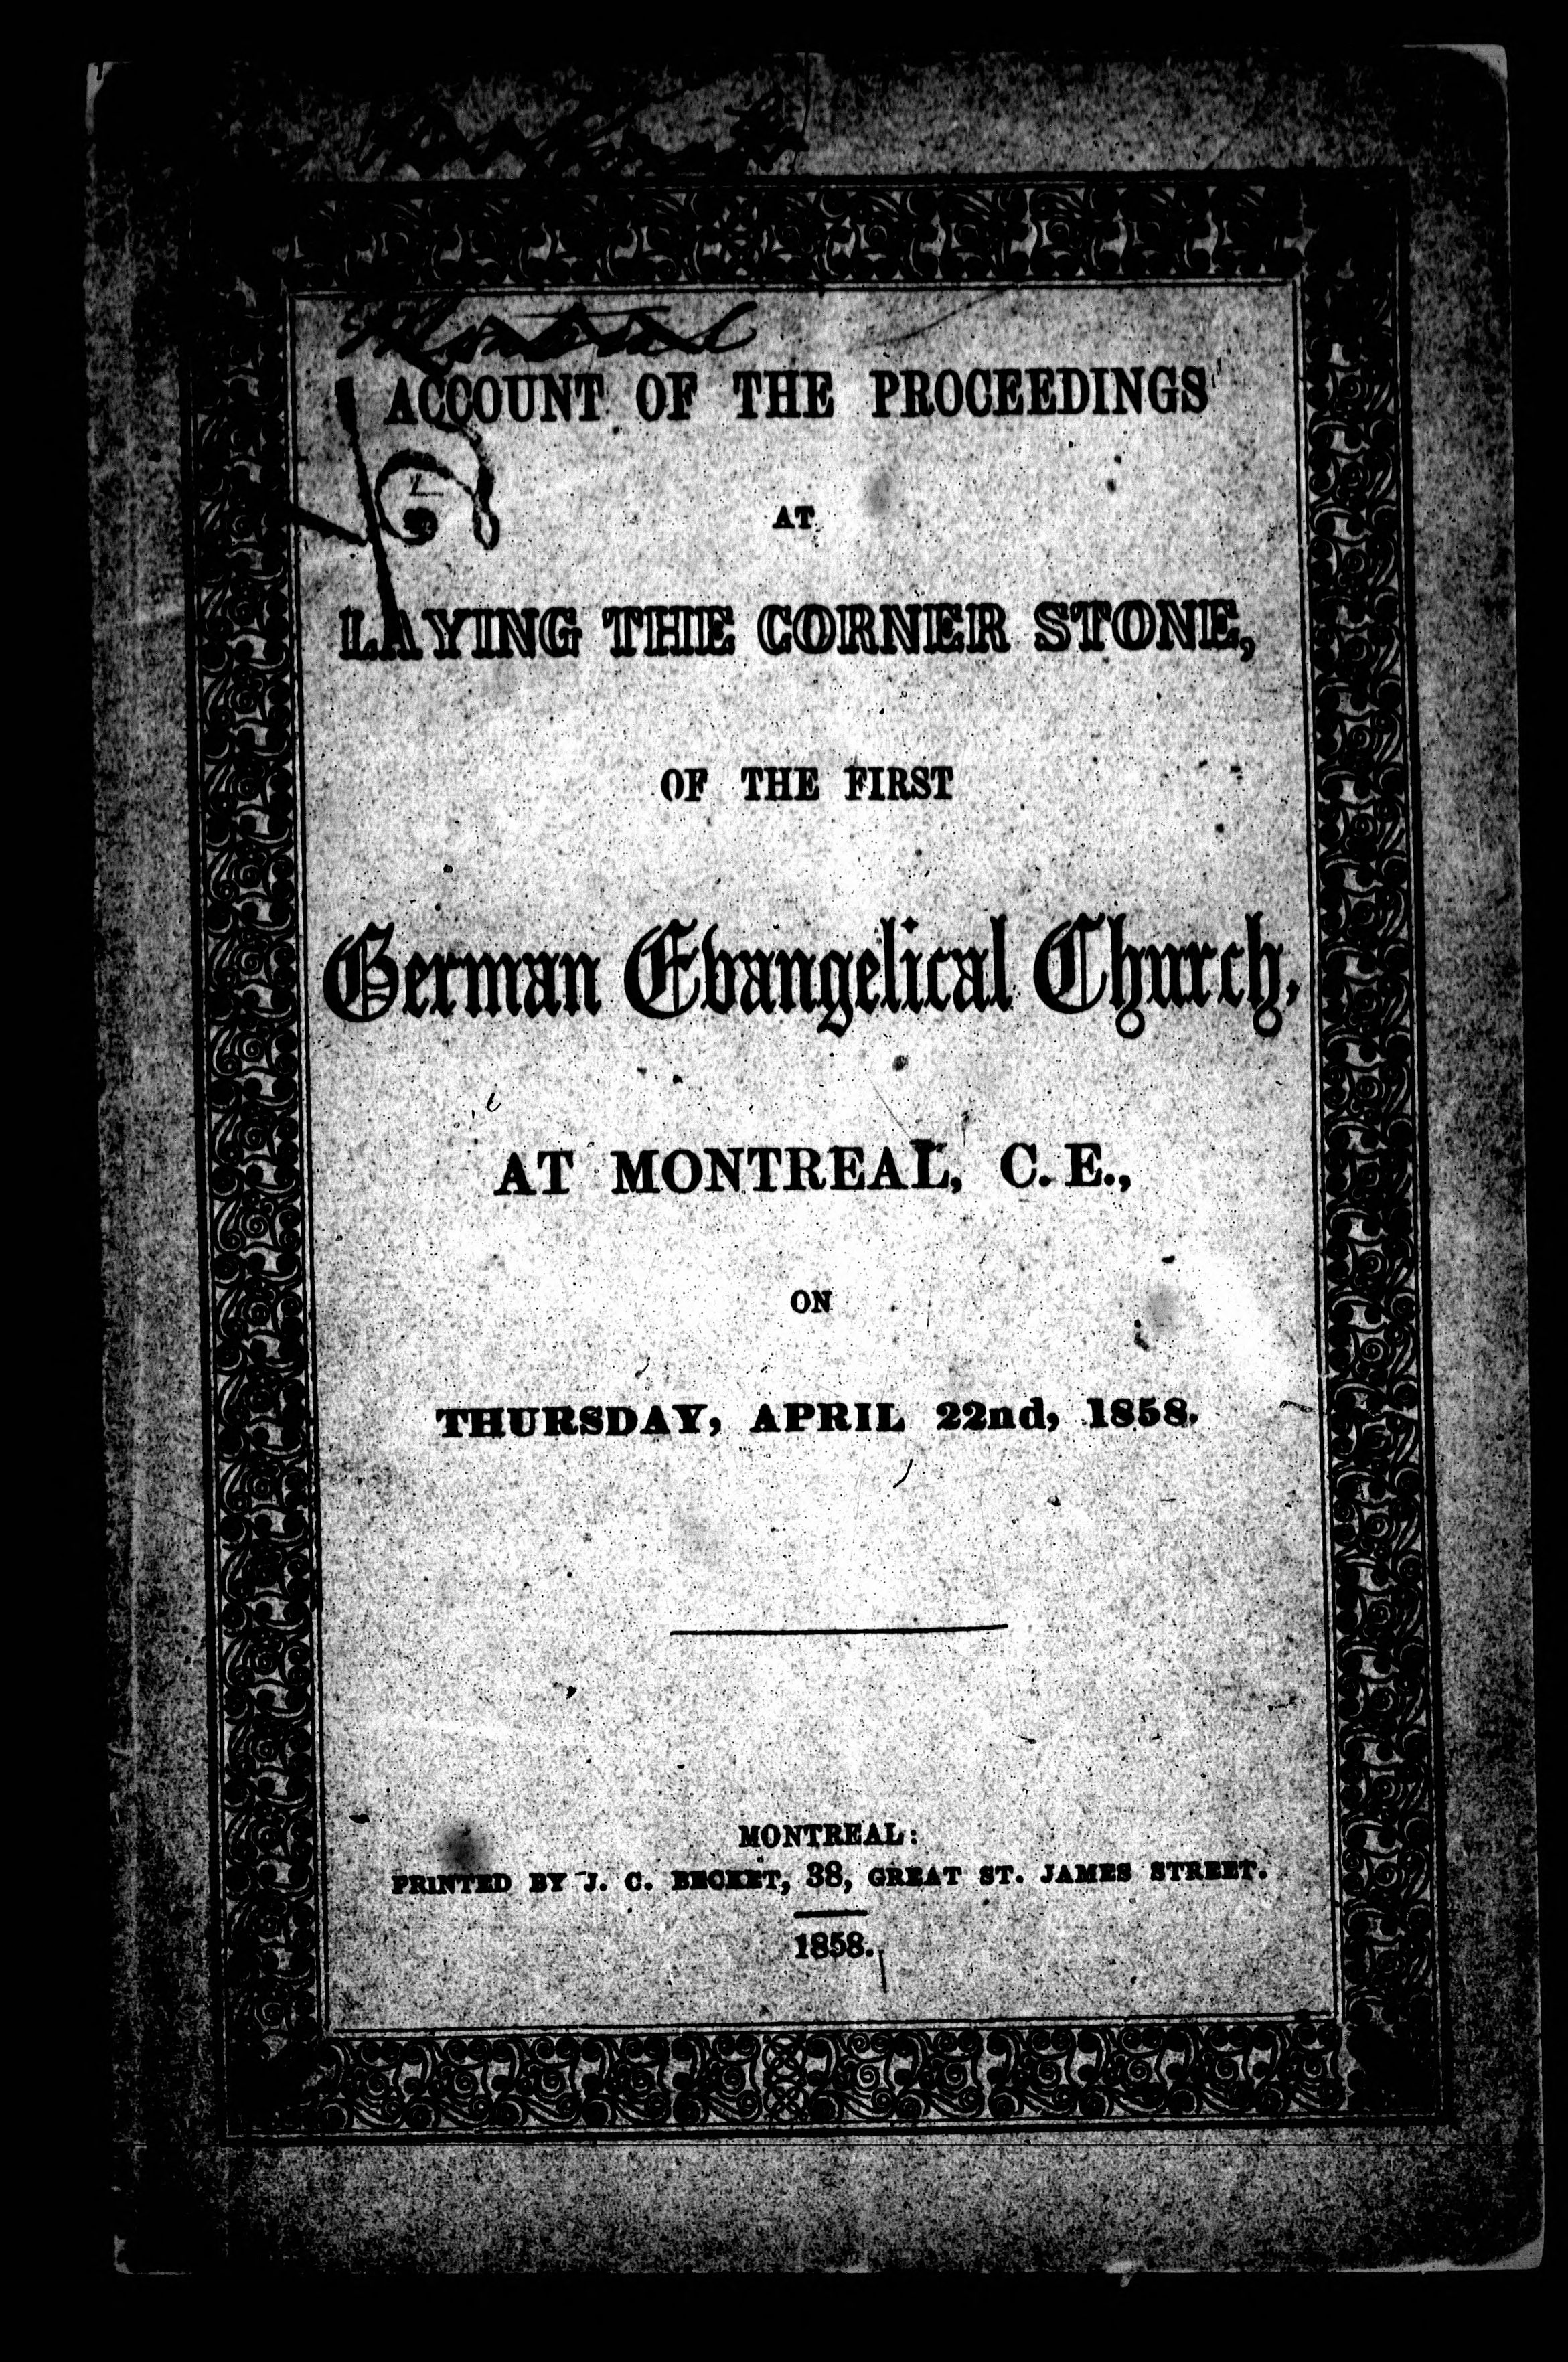 Montreal
ACCOUNT OF THE PROCEEDINGS
AT
LAYING THE CORNER STONE,
OF THE FIRST
German Evangelical Church,
AT MONTREAL, C. E.,
ON
THURSDAY, APRIL 22nd, 1858.
MONTREAL:
PRINTED BY J. C. BECKET, 38, GREAT ST. JAMES STREET.
1858.